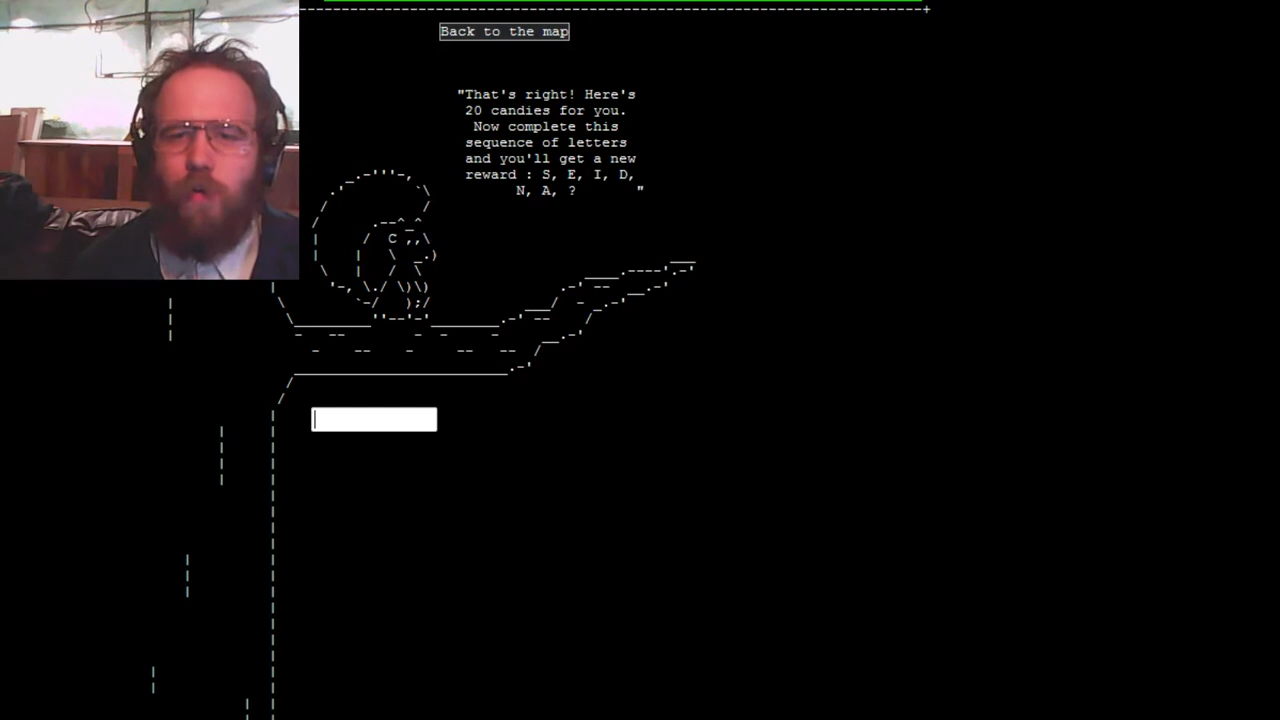 Back to the map
"That's right! Here's
20 candies for you.
Now complete this
sequence of letters
and you'll get a new
reward : S, E, I, D,
N, A, ? "